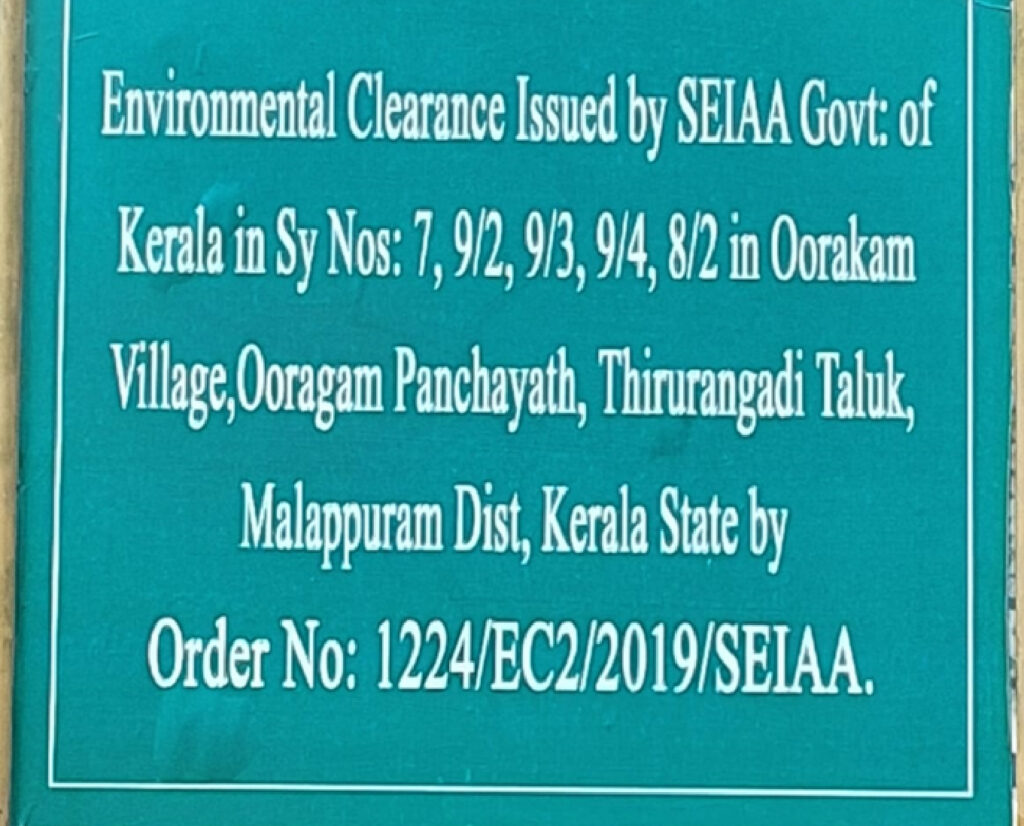 Environmental Clearance Issued by SEIAA Govt: of
Kerala in Sy Nos: 7, 9/2, 9/3, 9/4, 8/2 in Oorakam
Village,Ooragam Panchayath, Thirurangadi Taluk,
Malappuram Dist, Kerala State by
Order No: 1224/EC2/2019/SEIAA.